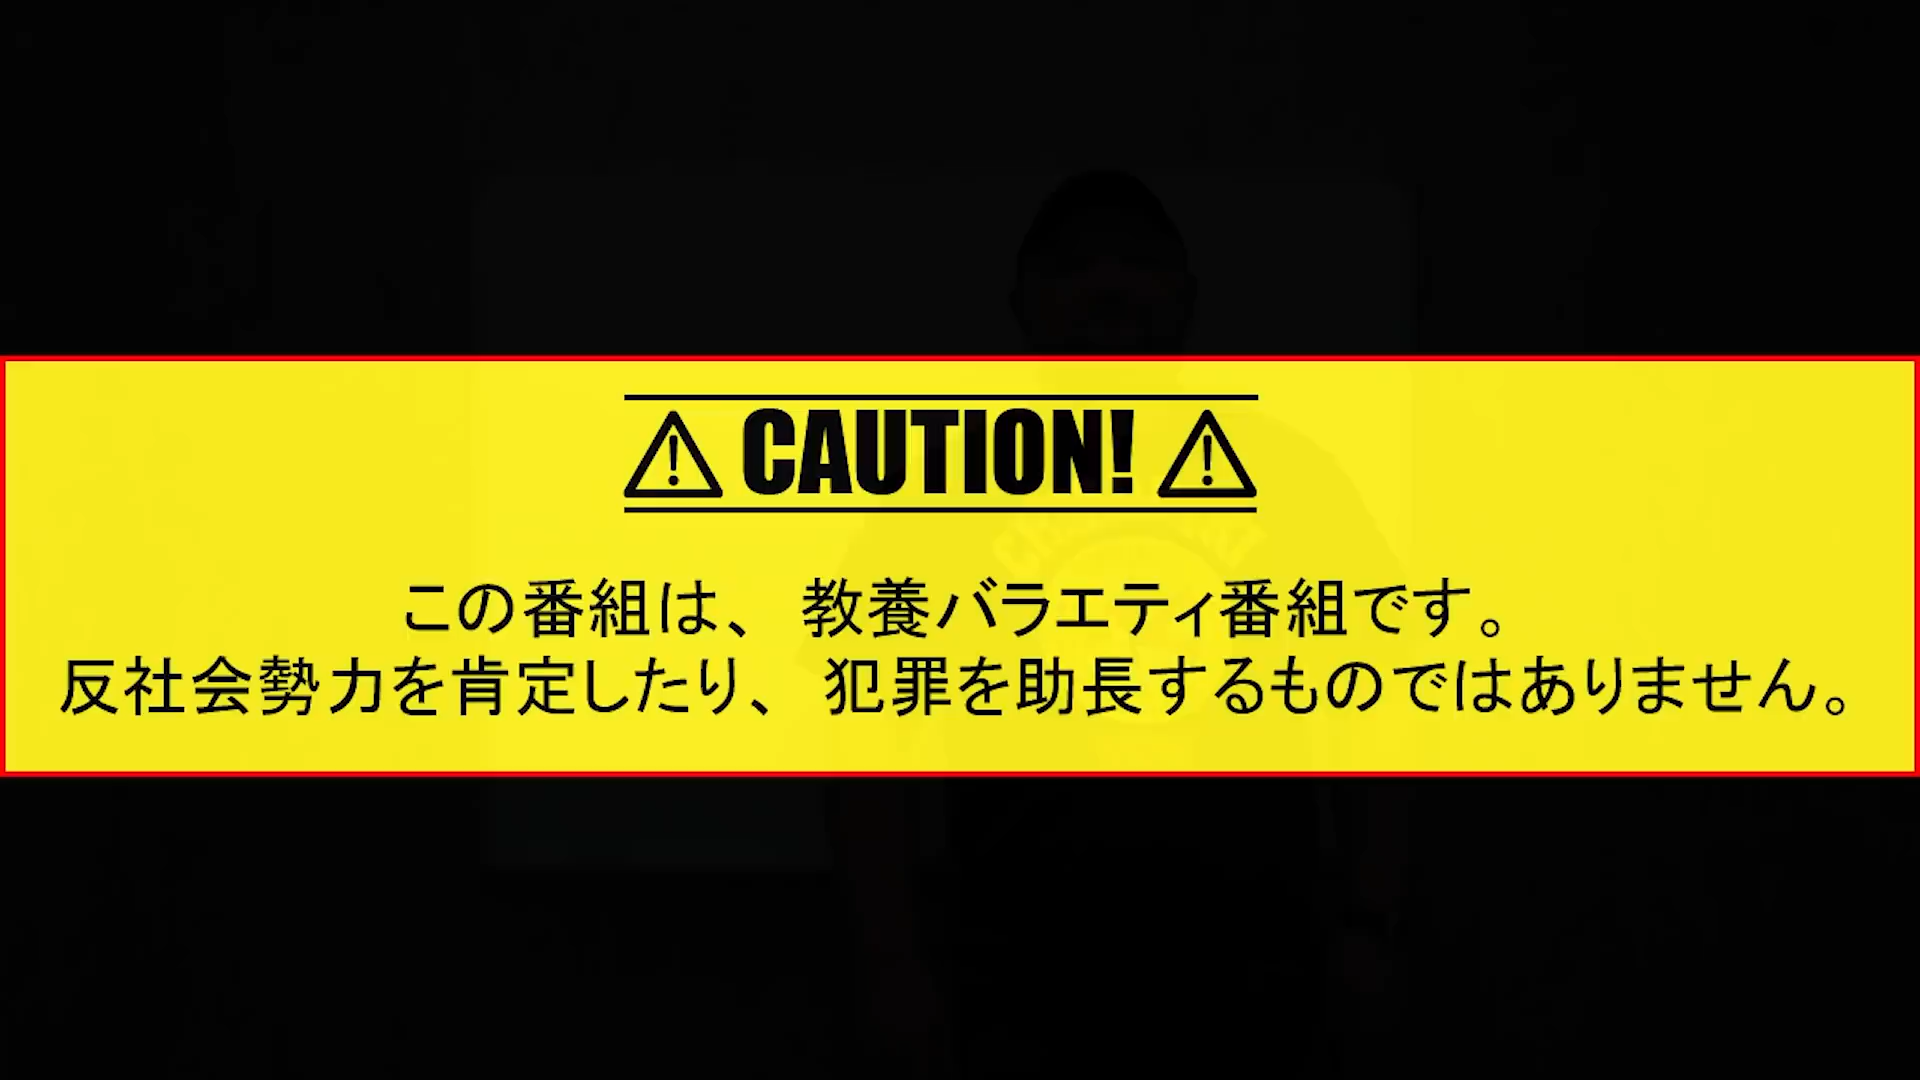 CAUTION!
この番組は、教養バラエティ番組です。
反社会勢力を肯定したり、犯罪を助長するものではありません。